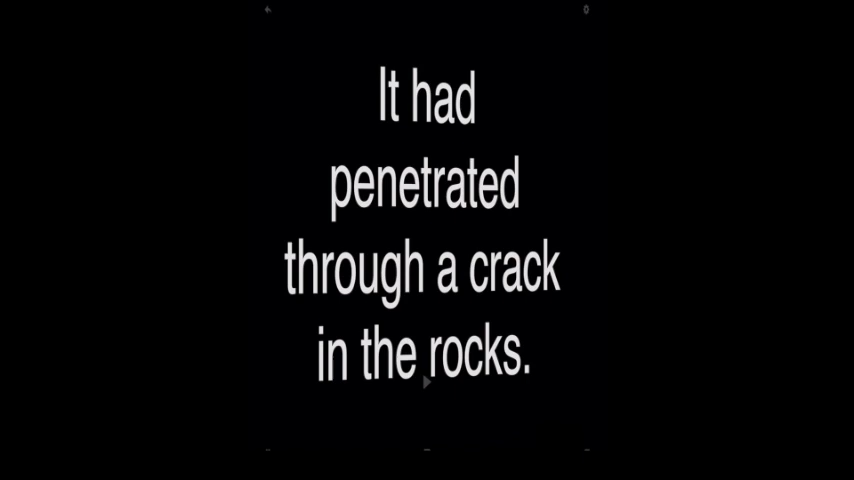 It had
penetrated
through a crack
in the rocks.